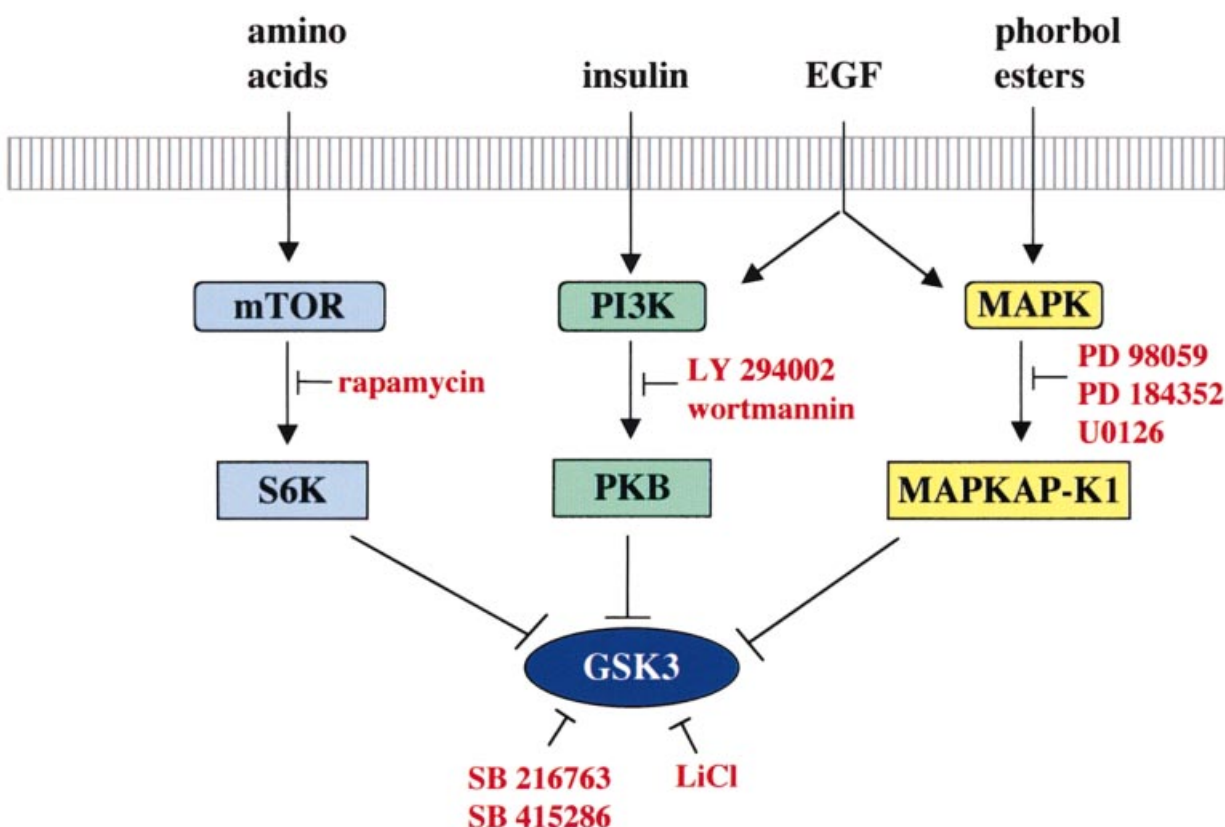 amino
acids
insulin
EGF
phorbol
esters
mTOR
PI3K
MAPK
rapamycin
LY 294002
wortmannin
PD 98059
PD 184352
U0126
S6K
PKB
MAPKAP-K1
GSK3
SB 216763
SB 415286
LiCl